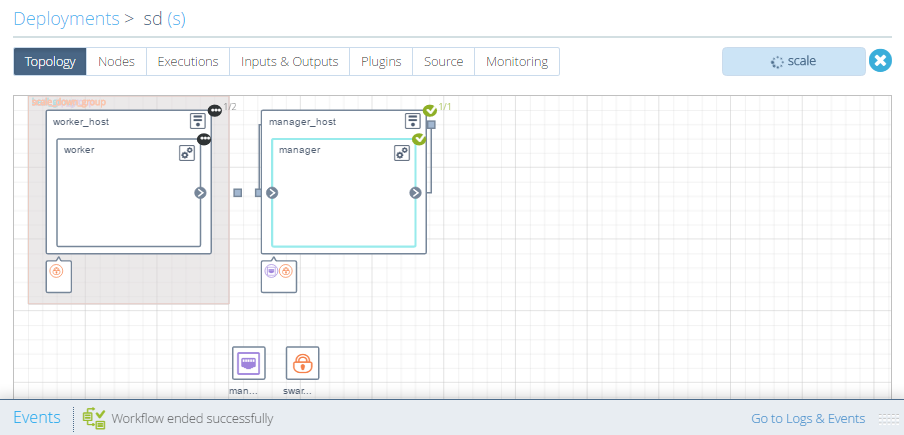 Deployments > sd (s)
Topology Nodes Executions Inputs & Outputs Plugins Source Monitoring scale
1/2 1/1
worker_host manager_host
worker manager
man... swar...
Events Workflow ended successfully Go to Logs & Events